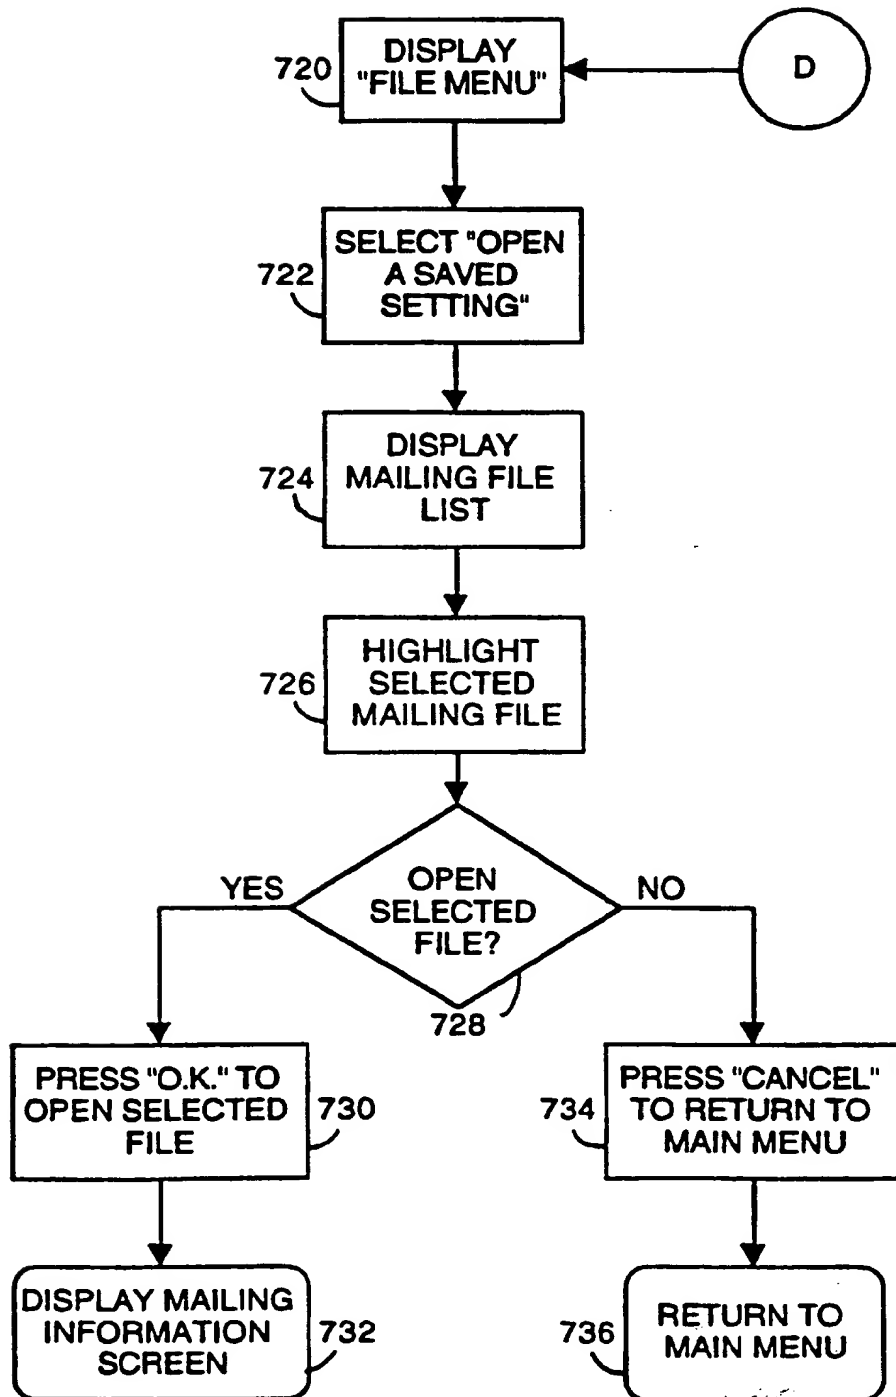 DISPLAY
"FILE MENU"
720
D
SELECT "OPEN
A SAVED
SETTING"
722
DISPLAY
MAILING FILE
LIST
724
HIGHLIGHT
SELECTED
MAILING FILE
726
YES
OPEN
SELECTED
FILE?
NO
728
PRESS "O.K." TO
OPEN SELECTED
FILE
730
734
PRESS "CANCEL"
TO RETURN TO
MAIN MENU
DISPLAY MAILING
INFORMATION
SCREEN
732
736
RETURN TO
MAIN MENU